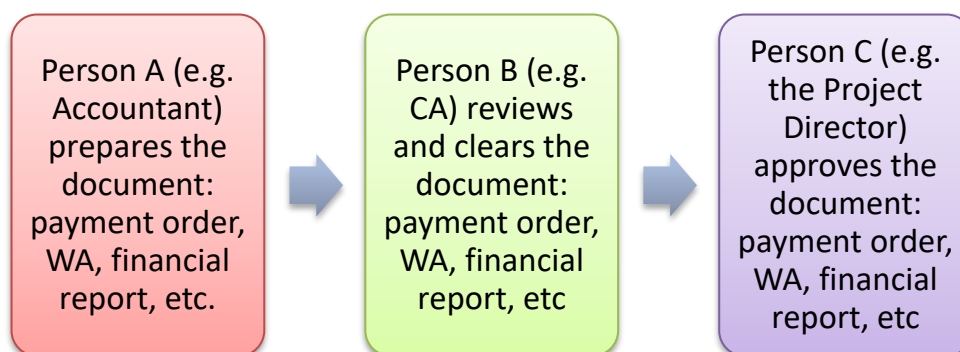 Person A (e.g.
Accountant)
prepares the
document:
payment order,
WA, financial
report, etc.
Person B (e.g.
CA) reviews
and clears the
document:
payment order,
WA, financial
report, etc
Person C (e.g.
the Project
Director)
approves the
document:
payment order,
WA, financial
report, etc